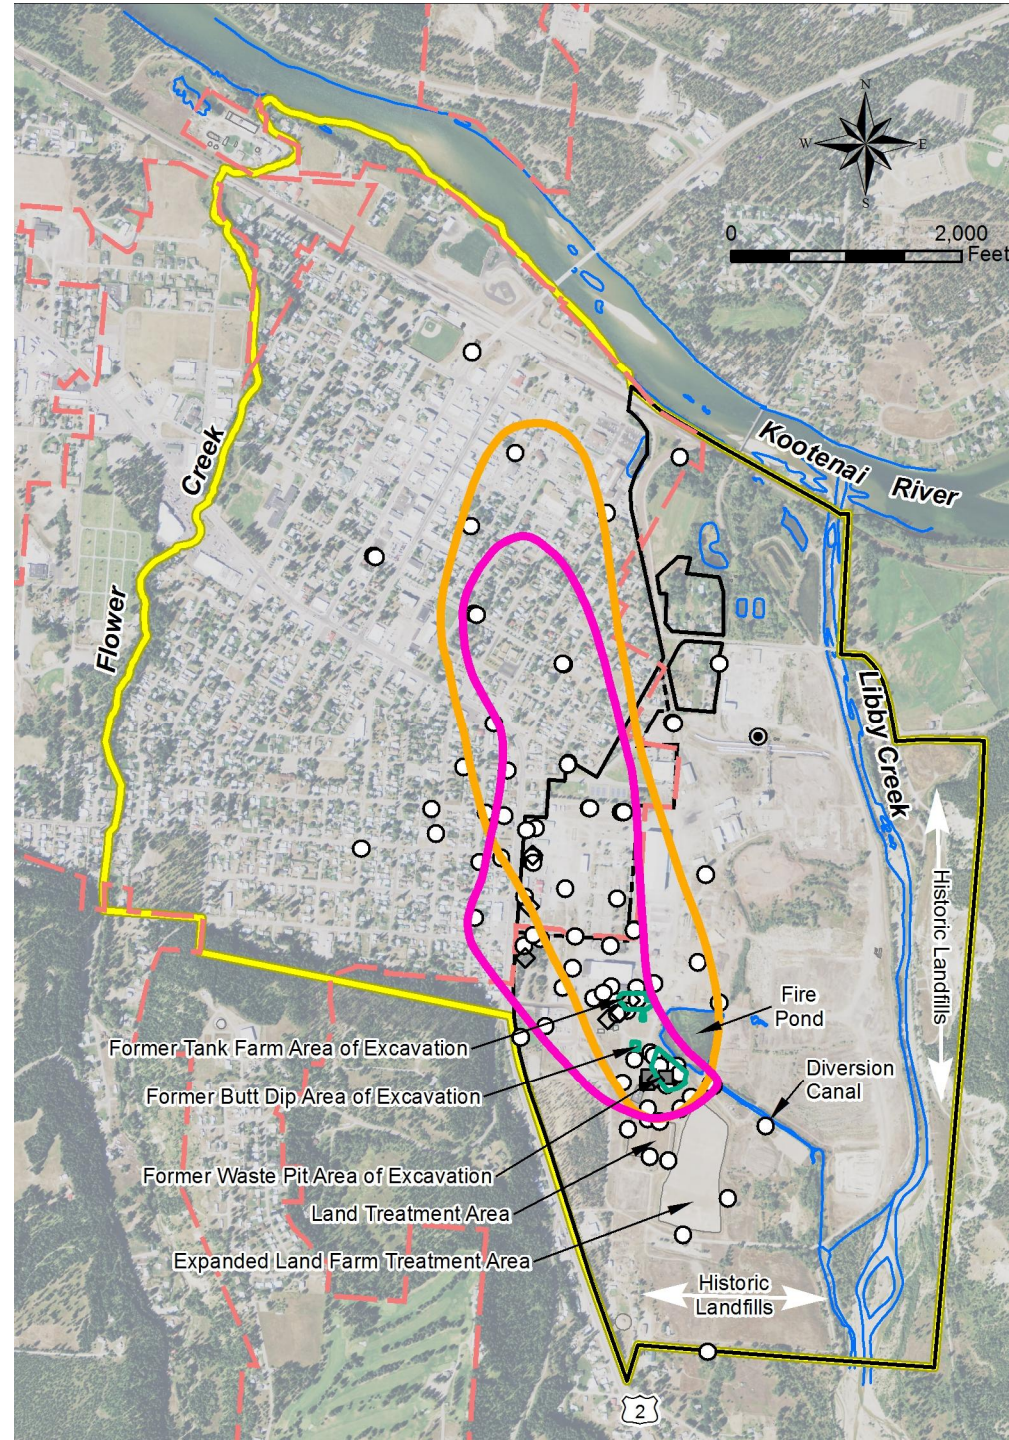 N
W E
S
0 2,000
Feet
Kootenai River
Flower Creek
Libby Creek
Historic Landfills
Fire
Pond
Former Tank Farm Area of Excavation
Diversion
Canal
Former Butt Dip Area of Excavation
Former Waste Pit Area of Excavation
Land Treatment Area
Expanded Land Farm Treatment Area
Historic
Landfills
2